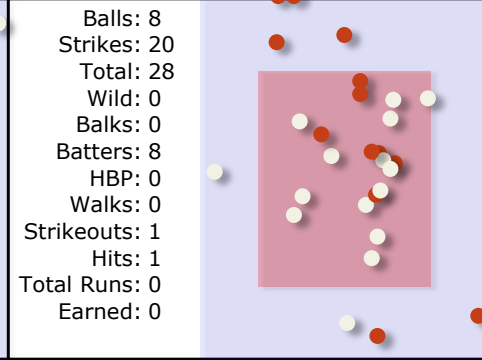 Balls: 8
Strikes: 20
Total: 28
Wild: 0
Balks: 0
Batters: 8
HBP: 0
Walks: 0
Strikeouts: 1
Hits: 1
Total Runs: 0
Earned: 0